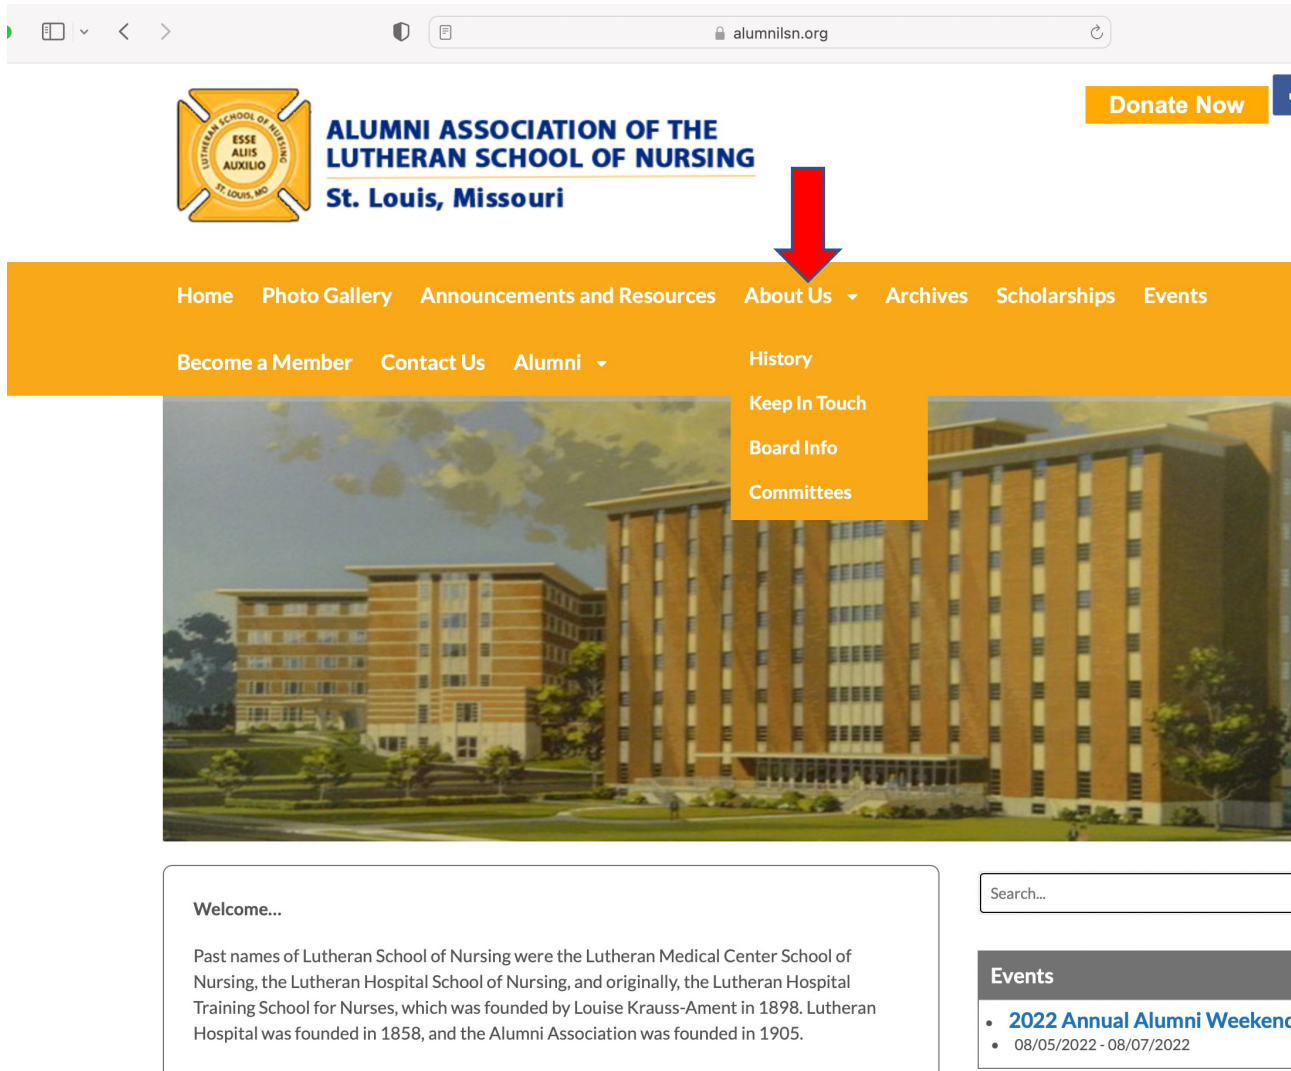 alumnilsn.org
LUTHERAN SCHOOL OF NURSING
ESSE
ALIIS
AUXILIO
ST. LOUIS, MO
ALUMNI ASSOCIATION OF THE
LUTHERAN SCHOOL OF NURSING
St. Louis, Missouri
Donate Now
Home Photo Gallery Announcements and Resources About Us Archives Scholarships Events
Become a Member Contact Us Alumni
History
Keep In Touch
Board Info
Committees
Welcome...
Past names of Lutheran School of Nursing were the Lutheran Medical Center School of
Nursing, the Lutheran Hospital School of Nursing, and originally, the Lutheran Hospital
Training School for Nurses, which was founded by Louise Krauss-Ament in 1898. Lutheran
Hospital was founded in 1858, and the Alumni Association was founded in 1905.
Search...
Events
• 2022 Annual Alumni Weekend
• 08/05/2022 - 08/07/2022